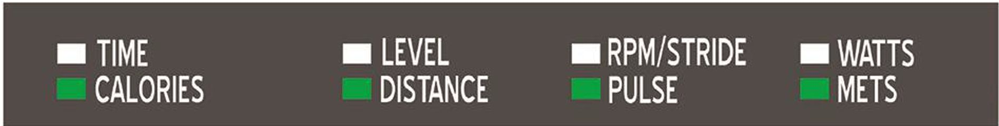 TIME LEVEL RPM/STRIDE WATTS
CALORIES DISTANCE PULSE METS